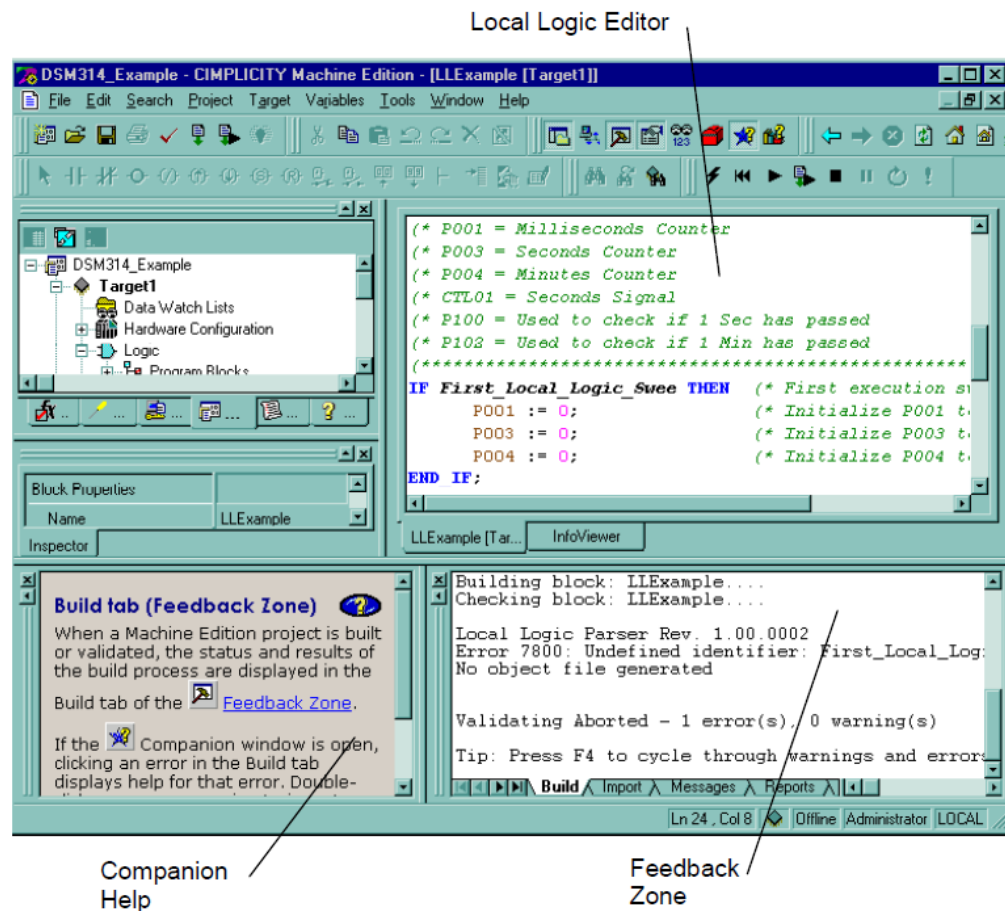 Local Logic Editor
DSM314_Example - CIMPLICITY Machine Edition - [LLExample [Target1]]
File Edit Search Project Target Variables Tools Window Help
123
DSM314_Example
Target1
Data Watch Lists
Hardware Configuration
Logic
Program Blocks
.. ... ... ... ... ...
Block Properties
Name LLExample
Inspector
(* P001 = Milliseconds Counter
(* P003 = Seconds Counter
(* P004 = Minutes Counter
(* CTL01 = Seconds Signal
(* P100 = Used to check if 1 Sec has passed
(* P102 = Used to check if 1 Min has passed
(***************************************************
IF First_Local_Logic_Swee THEN (* First execution sw
P001 := 0; (* Initialize P001 t
P003 := 0; (* Initialize P003 t
P004 := 0; (* Initialize P004 t
END_IF;
LLExample [Tar... InfoViewer
Build tab (Feedback Zone)
When a Machine Edition project is built
or validated, the status and results of
the build process are displayed in the
Build tab of the Feedback Zone.
If the Companion window is open,
clicking an error in the Build tab
displays help for that error. Double-
Building block: LLExample....
Checking block: LLExample....
Local Logic Parser Rev. 1.00.0002
Error 7800: Undefined identifier: First_Local_Log
No object file generated
Validating Aborted - 1 error(s), 0 warning(s)
Tip: Press F4 to cycle through warnings and errors
Build Import Messages Reports
Ln 24 , Col 8 Offline Administrator LOCAL
Companion
Help
Feedback
Zone